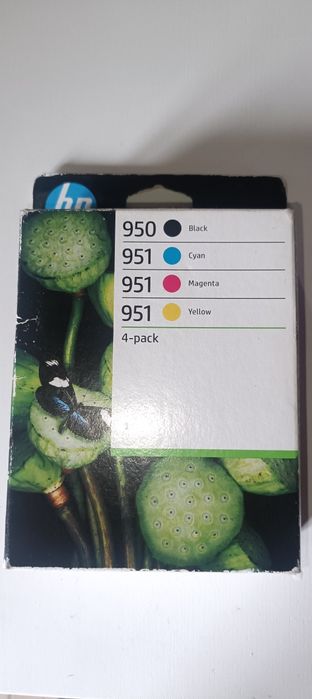 hp
950 Black
951 Cyan
951 Magenta
951 Yellow
4-pack